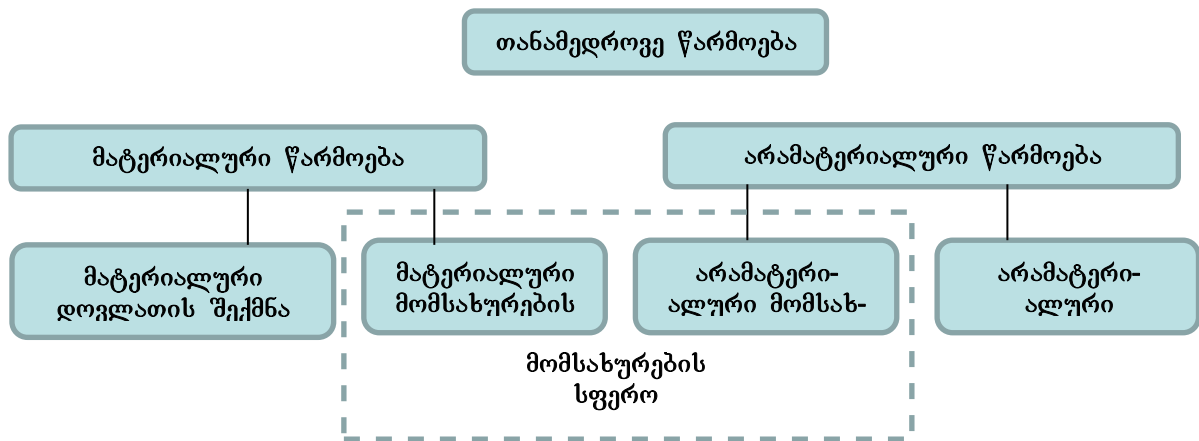 თანამედროვე წარმოება
მატერიალური წარმოება
არამატერიალური წარმოება
მატერიალური
დოვლათის შექმნა
მატერიალური
მომსახურების
არამატერი-
ალური მომსახ-
არამატერი-
ალური
მომსახურების
სფერო